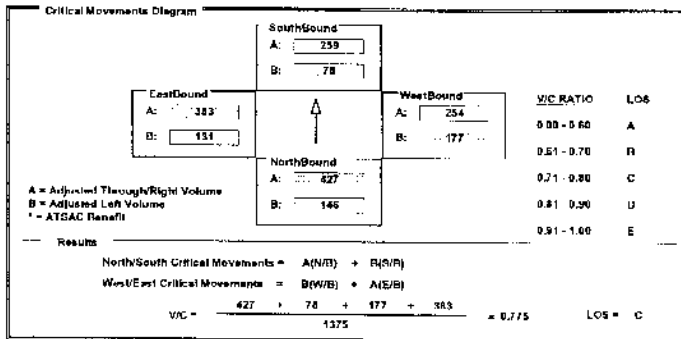 Critical Movements Diagram
SouthBound
A: 259
B: 78
EastBound
A: 383
B: 131
WestBound
A: 254
B: 177
NorthBound
A: 427
B: 146
V/C RATIO LOS
0.00 - 0.60 A
0.61 - 0.70 B
0.71 - 0.80 C
0.81 - 0.90 D
0.91 - 1.00 E
A = Adjusted Through/Right Volume
B = Adjusted Left Volume
* = ATSAC Benefit
Results
North/South Critical Movements = A(N/B) + B(S/B)
West/East Critical Movements = B(W/B) + A(E/B)
V/C = 427 + 78 + 177 + 383 = 0.775 LOS = C
1375